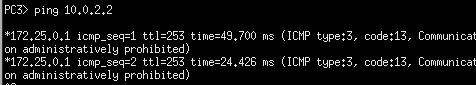 PC3> ping 10.0.2.2
*172.25.0.1 icmp_seq=1 ttl=253 time=49.700 ms (ICMP type:3, code:13, Communicati
on administratively prohibited)
*172.25.0.1 icmp_seq=2 ttl=253 time=24.426 ms (ICMP type:3, code:13, Communicati
on administratively prohibited)